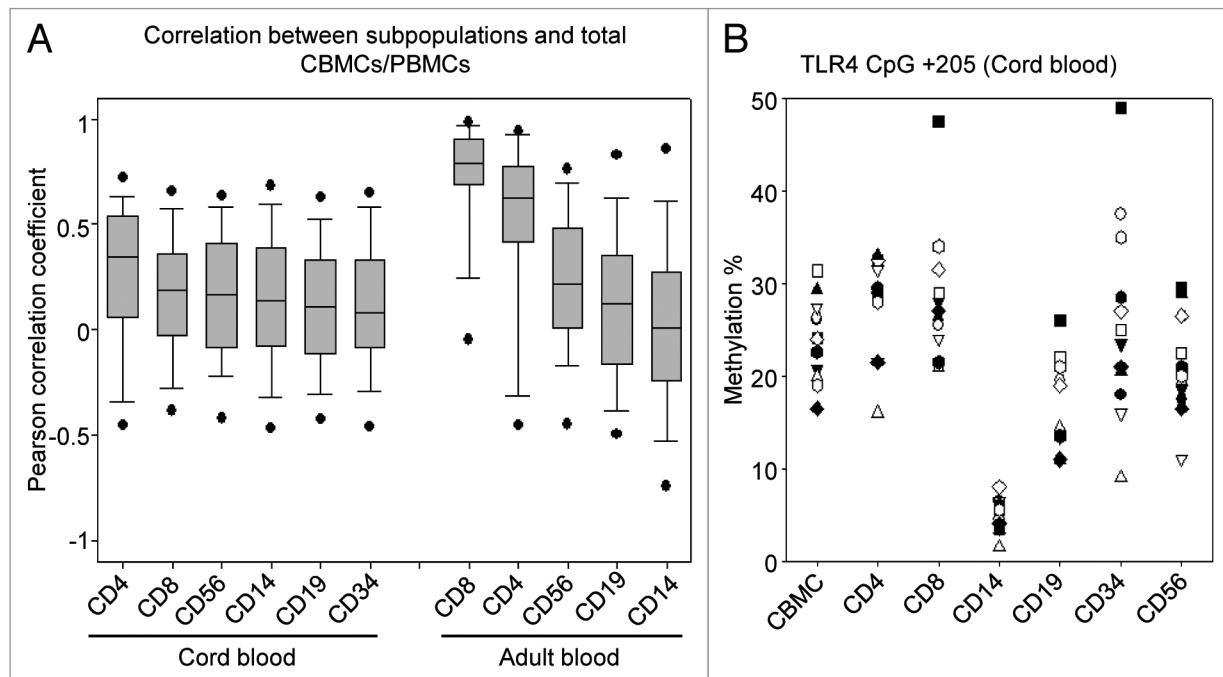 A
Correlation between subpopulations and total
CBMCs/PBMCs
Pearson correlation coefficient
1
0.5
0
-0.5
-1
CD4
CD8
CD56
CD14
CD19
CD34
CD8
CD4
CD56
CD19
CD14
Cord blood
Adult blood
B
TLR4 CpG +205 (Cord blood)
Methylation %
50
40
30
20
10
0
CBMC
CD4
CD8
CD14
CD19
CD34
CD56